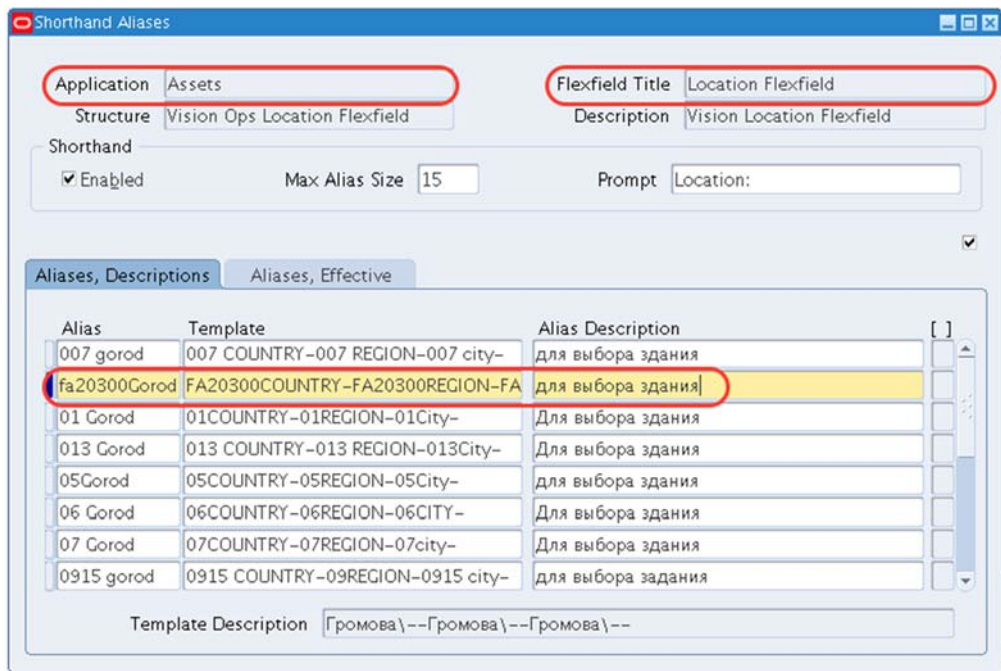 Shorthand Aliases
Application Assets Flexfield Title Location Flexfield
Structure Vision Ops Location Flexfield Description Vision Location Flexfield
Shorthand
Enabled Max Alias Size 15 Prompt Location:
Aliases, Descriptions Aliases, Effective
Alias Template Alias Description [ ]
007 gorod 007 COUNTRY-007 REGION-007 city- для выбора здания
fa20300Gorod FA20300COUNTRY-FA20300REGION-FA для выбора здания
01 Gorod 01COUNTRY-01REGION-01City- Для выбора здания
013 Gorod 013 COUNTRY-013 REGION-013City- Для выбора здания
05Gorod 05COUNTRY-05REGION-05City- Для выбора здания
06 Gorod 06COUNTRY-06REGION-06CITY- Для выбора здания
07 Gorod 07COUNTRY-07REGION-07city- Для выбора здания
0915 gorod 0915 COUNTRY-09REGION-0915 city- для выбора задания
Template Description Громова\--Громова\--Громова\--